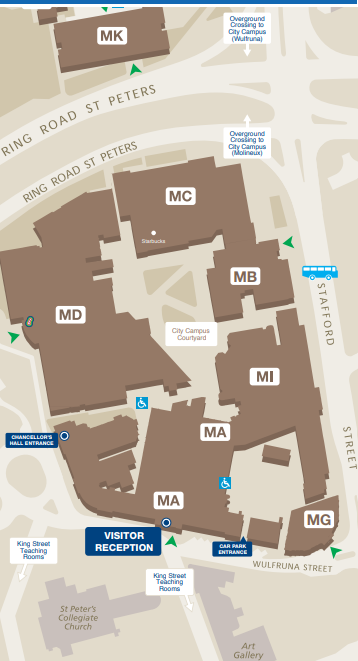 MK
Overground
Crossing to
City Campus
(Wulfruna)
RING ROAD ST PETERS
Overground
Crossing to
City Campus
(Molineux)
RING ROAD ST PETERS
MC
Starbucks
MB
MD
STAFFORD
STREET
City Campus
Courtyard
MI
MA
CHANCELLOR'S
HALL ENTRANCE
MA
MG
VISITOR
RECEPTION
CAR PARK
ENTRANCE
King Street
Teaching
Rooms
WULFRUNA STREET
King Street
Teaching
Rooms
St Peter's
Collegiate
Church
Art
Gallery